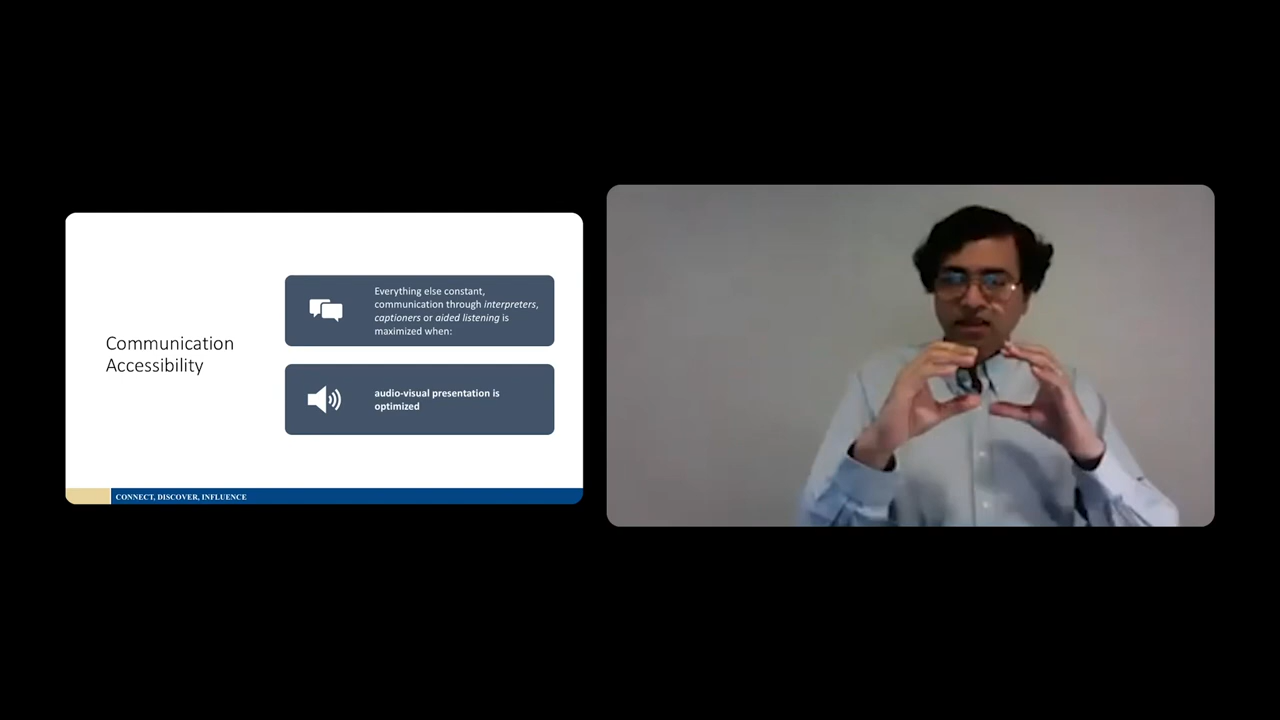 Communication
Accessibility
Everything else constant,
communication through interpreters,
captioners or aided listening is
maximized when:
audio-visual presentation is
optimized
CONNECT, DISCOVER, INFLUENCE